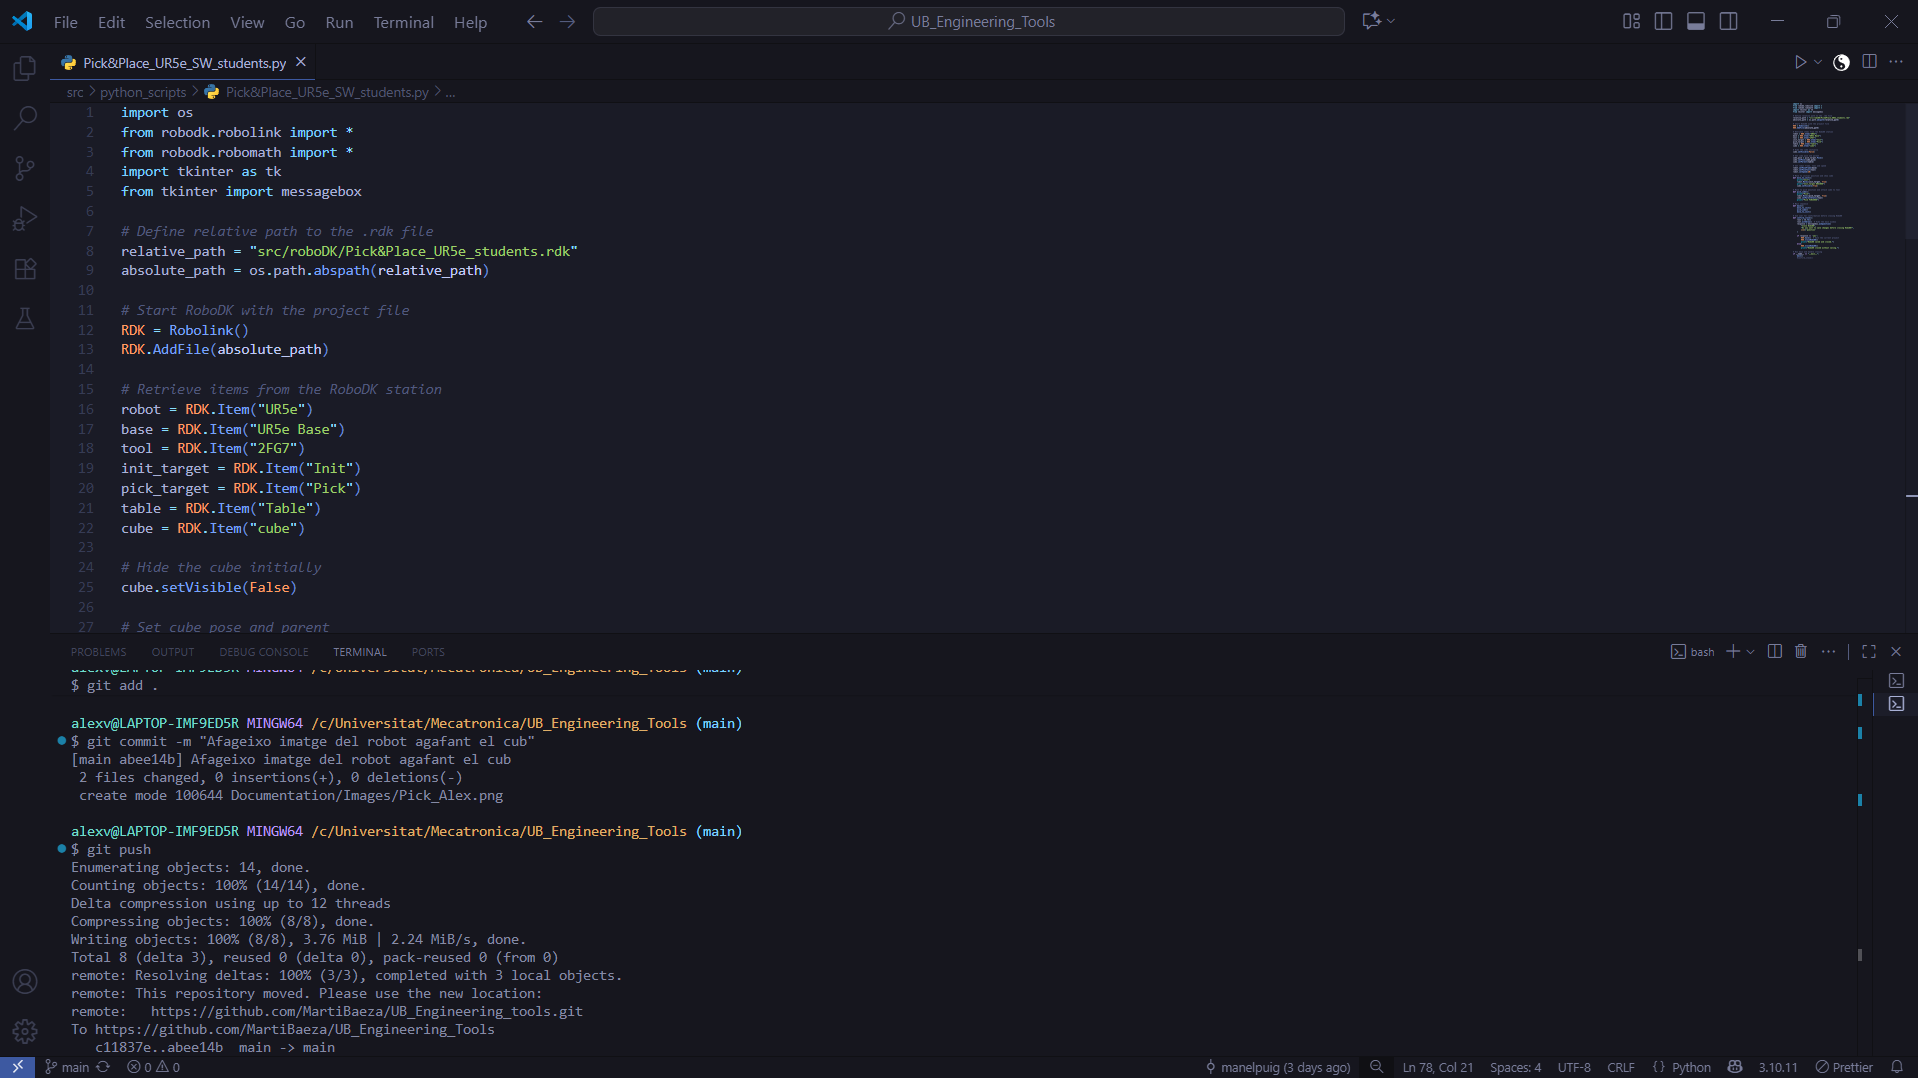 File Edit Selection View Go Run Terminal Help UB_Engineering_Tools
Pick&Place_UR5e_SW_students.py
src > python_scripts > Pick&Place_UR5e_SW_students.py > ...
1 import os
2 from robodk.robolink import *
3 from robodk.robomath import *
4 import tkinter as tk
5 from tkinter import messagebox
6
7 # Define relative path to the .rdk file
8 relative_path = "src/roboDK/Pick&Place_UR5e_students.rdk"
9 absolute_path = os.path.abspath(relative_path)
10
11 # Start RoboDK with the project file
12 RDK = Robolink()
13 RDK.AddFile(absolute_path)
14
15 # Retrieve items from the RoboDK station
16 robot = RDK.Item("UR5e")
17 base = RDK.Item("UR5e Base")
18 tool = RDK.Item("2FG7")
19 init_target = RDK.Item("Init")
20 pick_target = RDK.Item("Pick")
21 table = RDK.Item("Table")
22 cube = RDK.Item("cube")
23
24 # Hide the cube initially
25 cube.setVisible(False)
26
27 # Set cube pose and parent
PROBLEMS OUTPUT DEBUG CONSOLE TERMINAL PORTS bash
alexv@LAPTOP-IMF9ED5R MINGW64 /c/Universitat/Mecatronica/UB_Engineering_Tools (main)
$ git add .
alexv@LAPTOP-IMF9ED5R MINGW64 /c/Universitat/Mecatronica/UB_Engineering_Tools (main)
$ git commit -m "Afageixo imatge del robot agafant el cub"
[main abee14b] Afageixo imatge del robot agafant el cub
2 files changed, 0 insertions(+), 0 deletions(-)
create mode 100644 Documentation/Images/Pick_Alex.png
alexv@LAPTOP-IMF9ED5R MINGW64 /c/Universitat/Mecatronica/UB_Engineering_Tools (main)
$ git push
Enumerating objects: 14, done.
Counting objects: 100% (14/14), done.
Delta compression using up to 12 threads
Compressing objects: 100% (8/8), done.
Writing objects: 100% (8/8), 3.76 MiB | 2.24 MiB/s, done.
Total 8 (delta 3), reused 0 (delta 0), pack-reused 0 (from 0)
remote: Resolving deltas: 100% (3/3), completed with 3 local objects.
remote: This repository moved. Please use the new location:
remote:   https://github.com/MartiBaeza/UB_Engineering_tools.git
To https://github.com/MartiBaeza/UB_Engineering_Tools
c11837e..abee14b  main -> main
main 0 0 manelpuig (3 days ago) Ln 78, Col 21 Spaces: 4 UTF-8 CRLF {} Python 3.10.11 Prettier